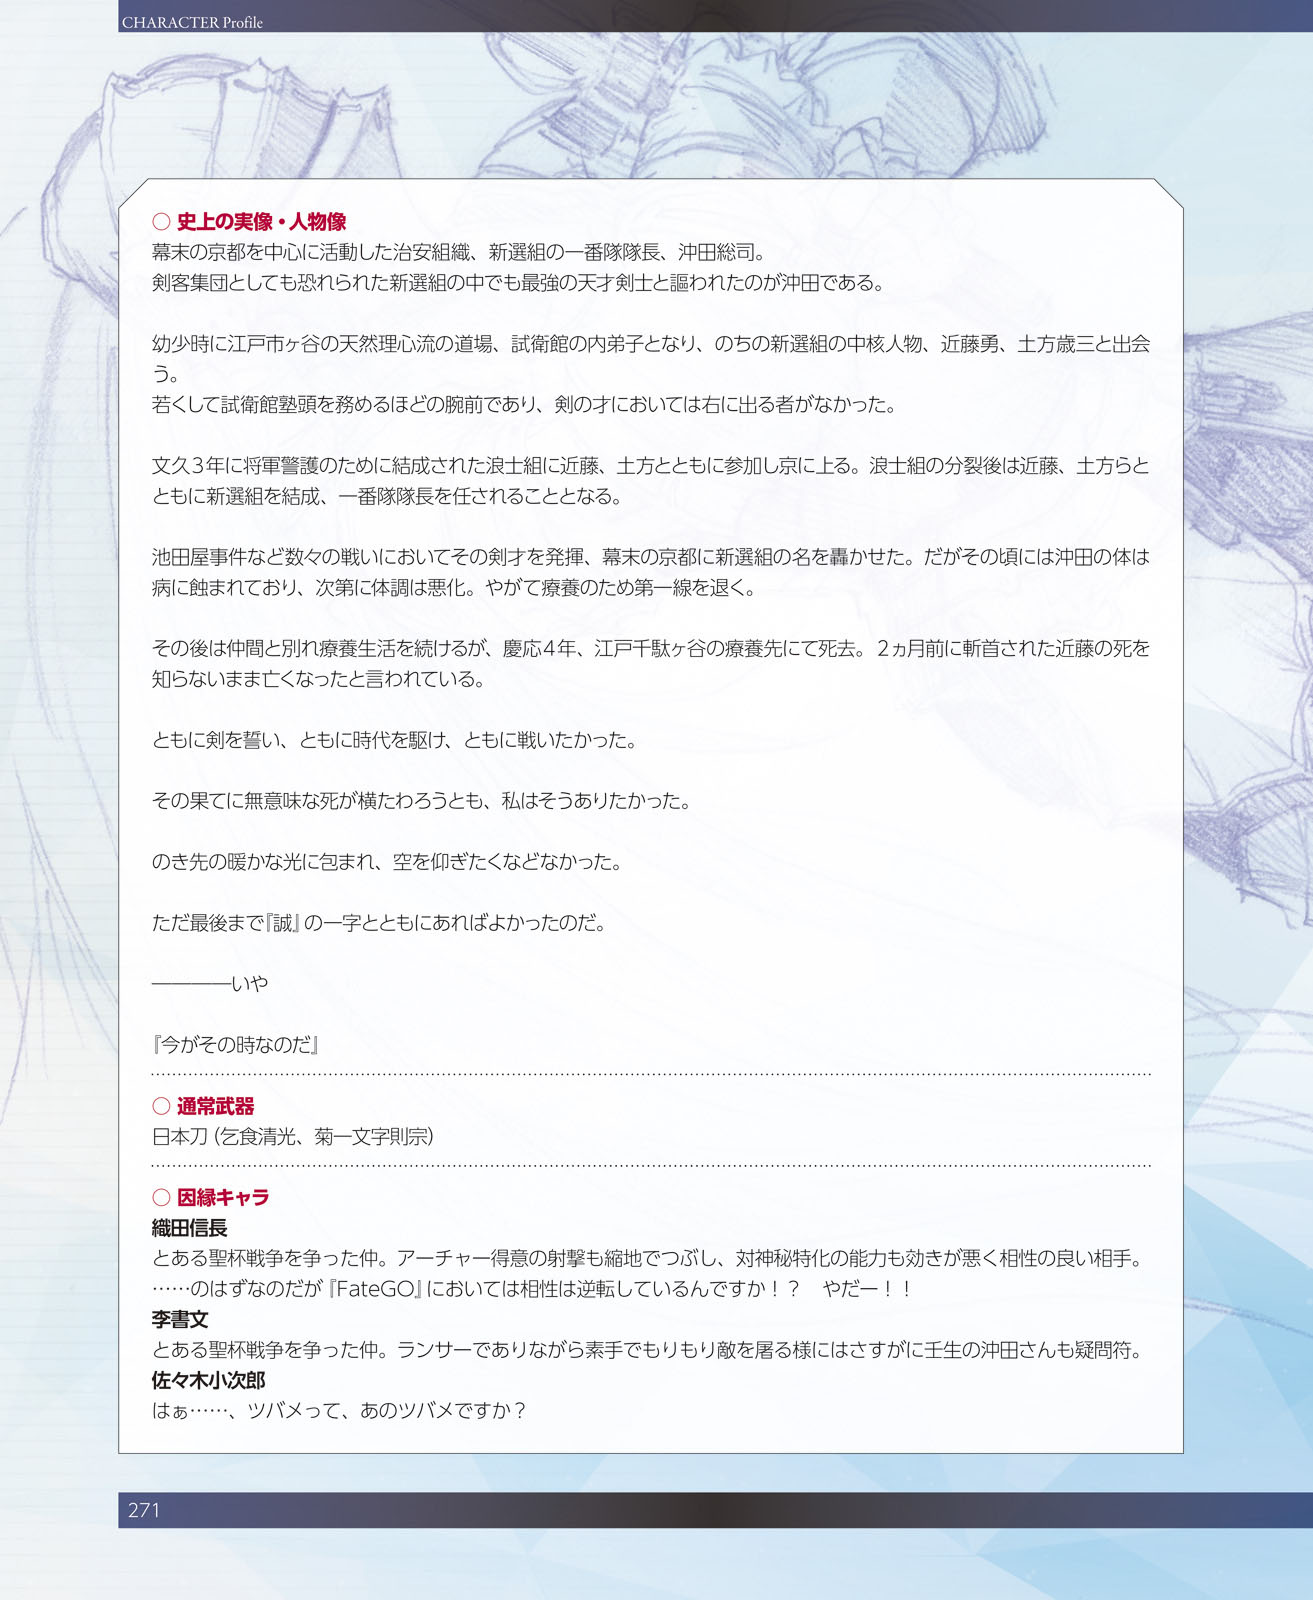 CHARACTER Profile
○ 史上の実像・人物像
幕末の京都を中心に活動した治安組織、新選組の一番隊隊長、沖田総司。
剣客集団としても恐れられた新選組の中でも最強の天才剣士と謳われたのが沖田である。
幼少時に江戸市ヶ谷の天然理心流の道場、試衛館の内弟子となり、のちの新選組の中核人物、近藤勇、土方歳三と出会
う。
若くして試衛館塾頭を務めるほどの腕前であり、剣の才においては右に出る者がなかった。
文久３年に将軍警護のために結成された浪士組に近藤、土方とともに参加し京に上る。浪士組の分裂後は近藤、土方らと
ともに新選組を結成、一番隊隊長を任されることとなる。
池田屋事件など数々の戦いにおいてその剣才を発揮、幕末の京都に新選組の名を轟かせた。だがその頃には沖田の体は
病に蝕まれており、次第に体調は悪化。やがて療養のため第一線を退く。
その後は仲間と別れ療養生活を続けるが、慶応４年、江戸千駄ヶ谷の療養先にて死去。２ヵ月前に斬首された近藤の死を
知らないまま亡くなったと言われている。
ともに剣を誓い、ともに時代を駆け、ともに戦いたかった。
その果てに無意味な死が横たわろうとも、私はそうありたかった。
のき先の暖かな光に包まれ、空を仰ぎたくなどなかった。
ただ最後まで『誠』の一字とともにあればよかったのだ。
――――いや
『今がその時なのだ』
○ 通常武器
日本刀（乞食清光、菊一文字則宗）
○ 因縁キャラ
織田信長
とある聖杯戦争を争った仲。アーチャー得意の射撃も縮地でつぶし、対神秘特化の能力も効きが悪く相性の良い相手。
……のはずなのだが『FateGO』においては相性は逆転しているんですか！？　やだー！！
李書文
とある聖杯戦争を争った仲。ランサーでありながら素手でもりもり敵を屠る様にはさすがに壬生の沖田さんも疑問符。
佐々木小次郎
はぁ……、ツバメって、あのツバメですか？
271